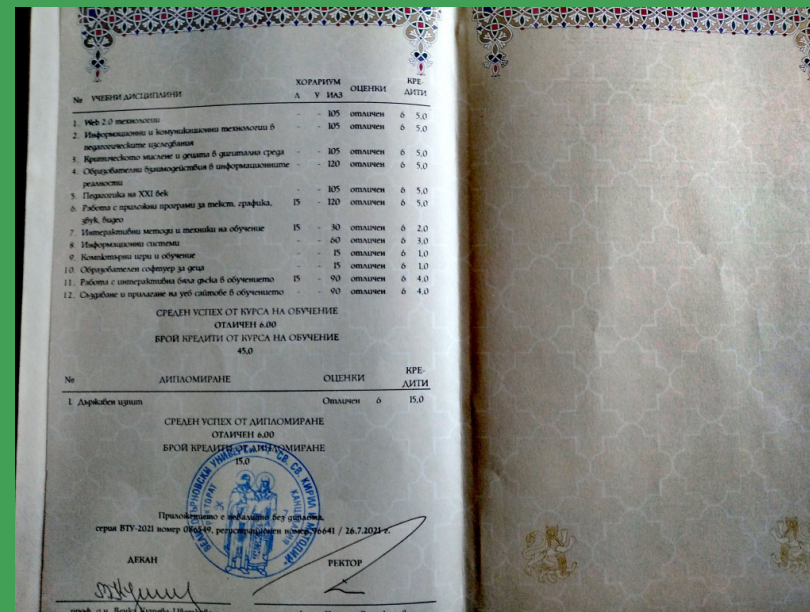 ХОРАРИУМ ОЦЕНКИ КРЕ-
№ УЧЕБНИ ДИСЦИПЛИНИ Л У ИАЗ ДИТИ
1. Web 2.0 технологии - - 105 отличен 6 5,0
2. Информационни и комуникационни технологии в - - 105 отличен 6 5,0
педагогическите изследвания
3. Критическото мислене и децата в дигитална среда - - 105 отличен 6 5,0
4. Образователни взаимодействия в информационните - - 120 отличен 6 5,0
реалности
5. Педагогика на XXI век - - 105 отличен 6 5,0
6. Работа с приложни програми за текст, графика, 15 - 120 отличен 6 5,0
звук, видео
7. Интерактивни методи и техники на обучение 15 - 30 отличен 6 2,0
8. Информационни системи - - 60 отличен 6 3,0
9. Компютърни игри и обучение - - 15 отличен 6 1,0
10. Образователен софтуер за деца - - 15 отличен 6 1,0
11. Работа с интерактивна бяла дъска в обучението 15 - 90 отличен 6 4,0
12. Създаване и прилагане на уеб сайтове в обучението - - 90 отличен 6 4,0
СРЕДЕН УСПЕХ ОТ КУРСА НА ОБУЧЕНИЕ
ОТЛИЧЕН 6.00
БРОЙ КРЕДИТИ ОТ КУРСА НА ОБУЧЕНИЕ
45,0
№ ДИПЛОМИРАНЕ ОЦЕНКИ КРЕ-
ДИТИ
1. Държавен изпит Отличен 6 15,0
СРЕДЕН УСПЕХ ОТ ДИПЛОМИРАНЕ
ОТЛИЧЕН 6.00
БРОЙ КРЕДИТИ ОТ ДИПЛОМИРАНЕ
15,0
Приложението е невалидно без диплома,
серия ВТУ-2021 номер 086549, регистрационен номер 96641 / 26.7.2021 г.
ДЕКАН РЕКТОР